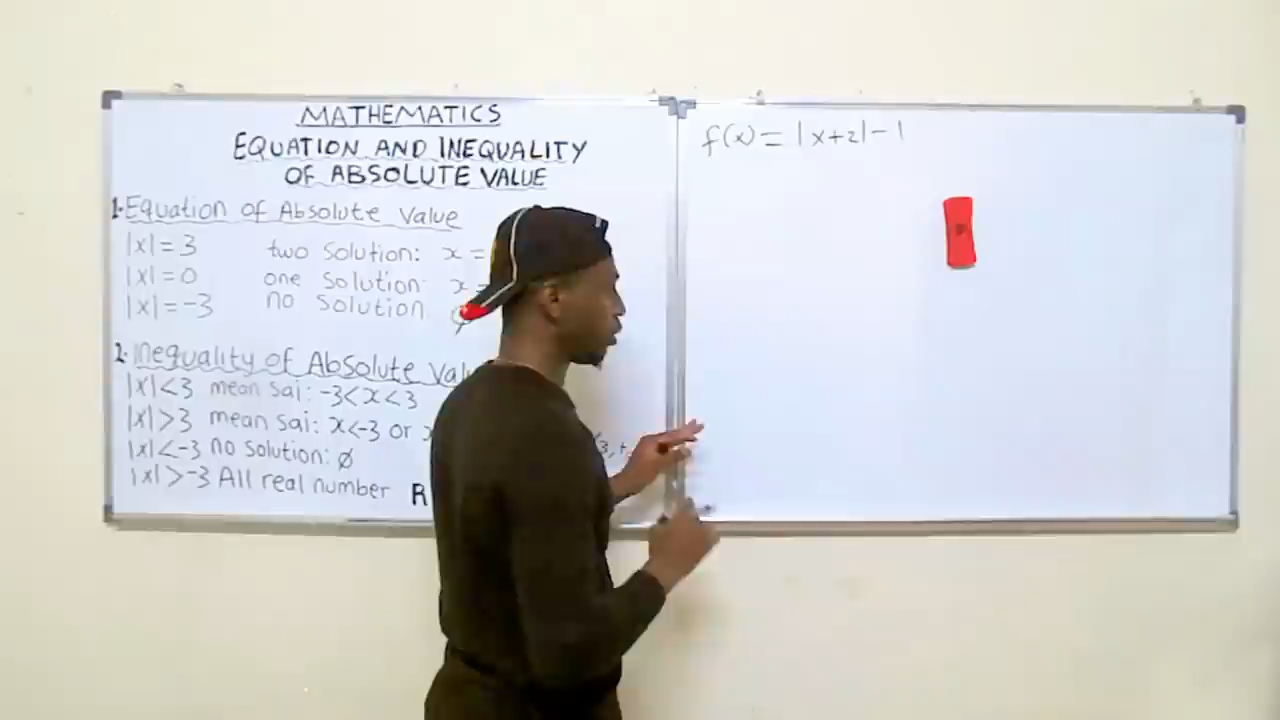 MATHEMATICS
EQUATION AND INEQUALITY
OF ABSOLUTE VALUE
1. Equation of Absolute Value
|x|=3 two solution: x =
|x|=0 one solution x
|x|=-3 no solution
2. Inequality of Absolute
|x|<3 mean sai: -3<x<3
|x|>3 mean sai: x<-3 or
|x|<-3 no solution: ∅
|x|>-3 All real number R
f(x) = |x+2|-1